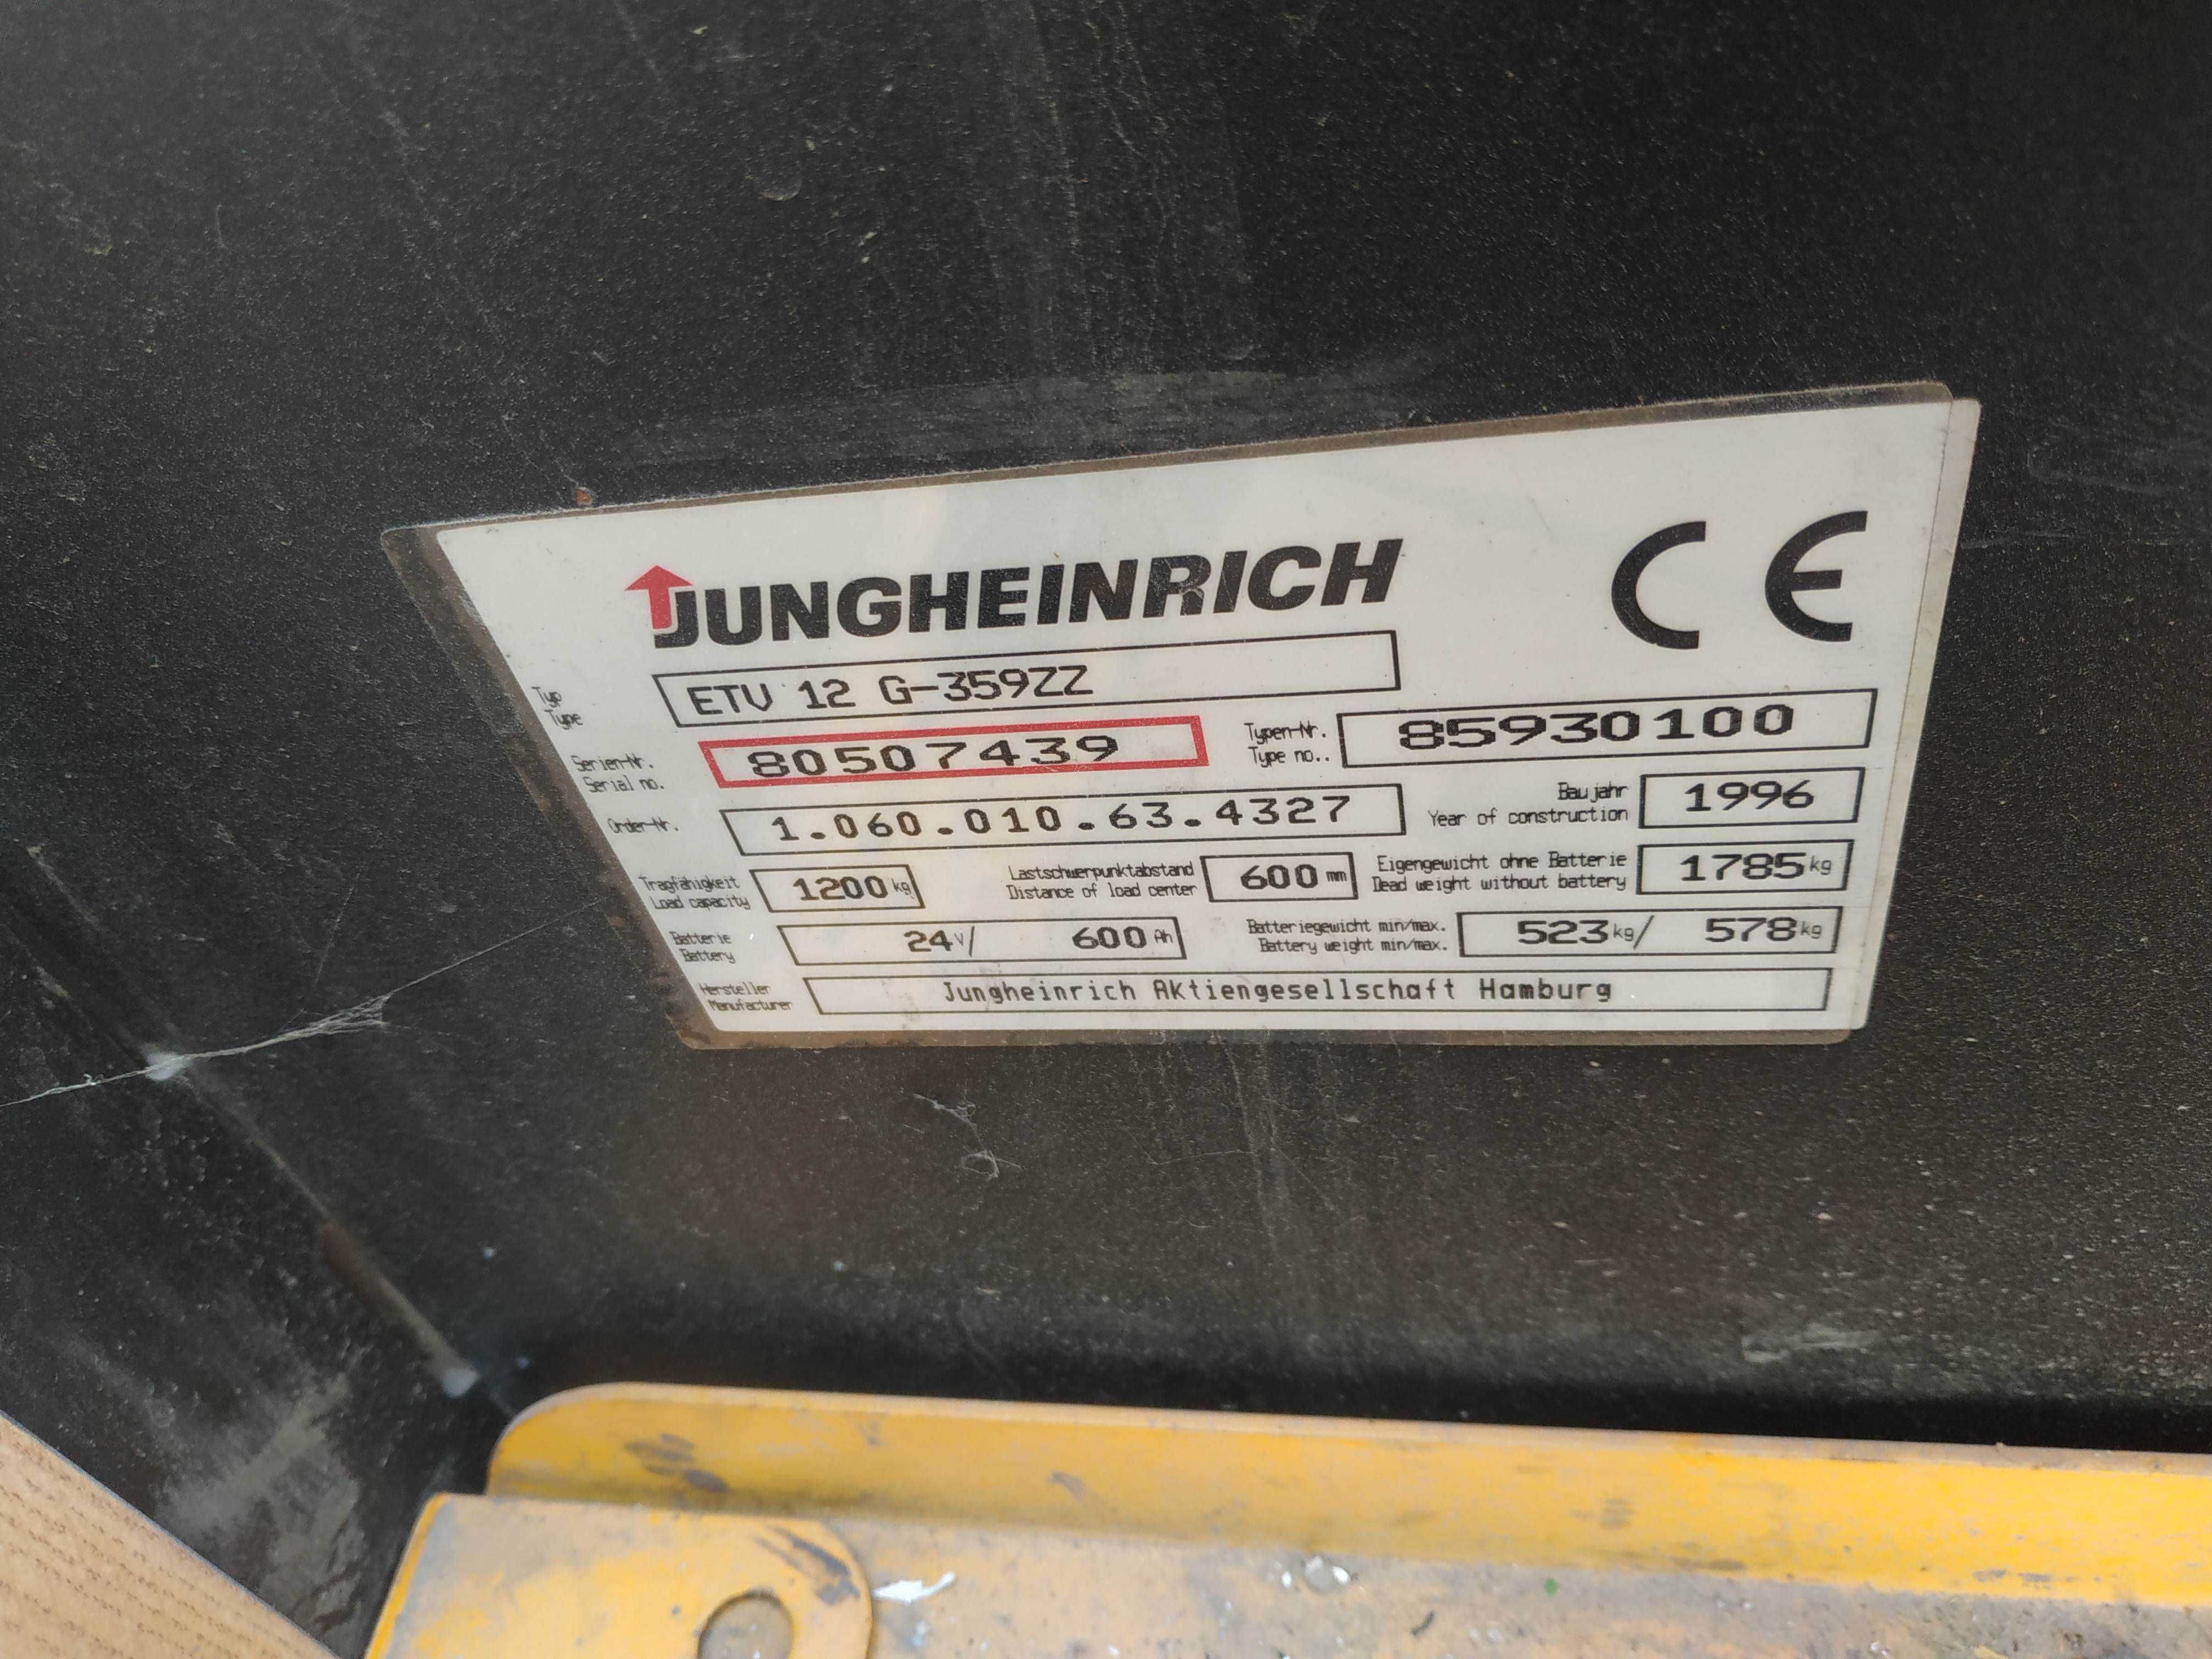 JUNGHEINRICH
CE
Typ
Type
ETV 12 G-359ZZ
Serien-Nr.
Serial no.
80507439
Typen-Nr.
Type no..
85930100
Order-Nr.
1.060.010.63.4327
Baujahr
Year of construction
1996
Tragfähigkeit
Load capacity
1200 kg
Lastschwerpunktabstand
Distance of load center
600 mm
Eigengewicht ohne Batterie
Dead weight without battery
1785 kg
Batterie
Battery
24 V/ 600 Ah
Batteriegewicht min/max.
Battery weight min/max.
523 kg/ 578 kg
Hersteller
Manufacturer
Jungheinrich AKtiengesellschaft Hamburg